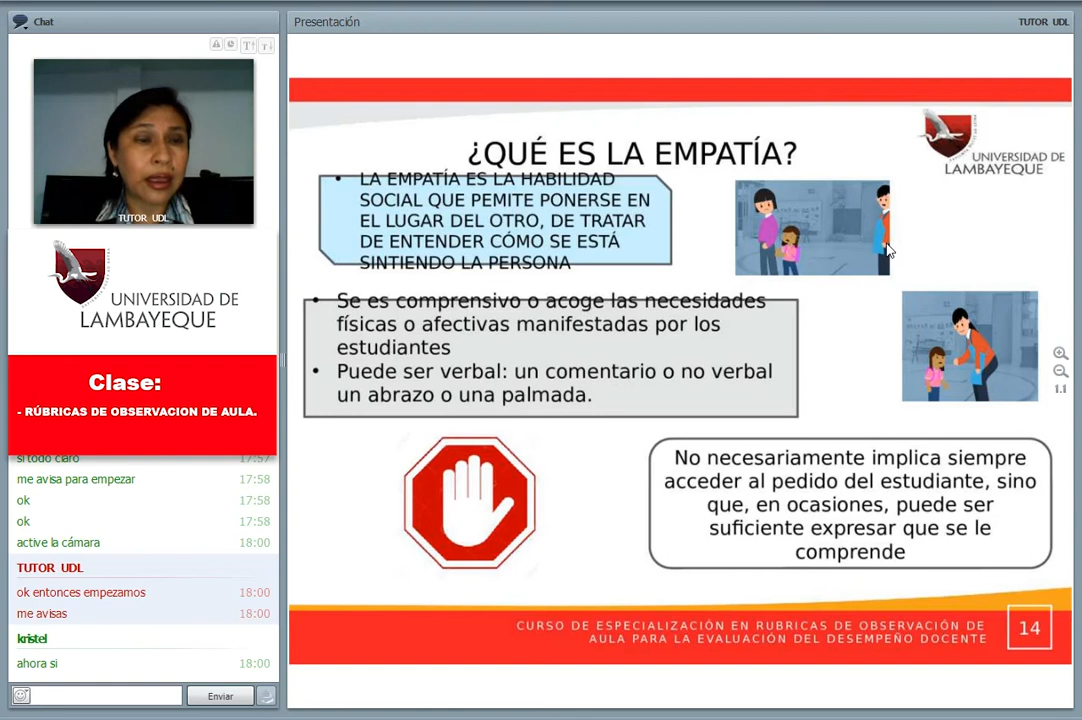 Chat
TUTOR UDL
UNIVERSIDAD DE
LAMBAYEQUE
Clase:
- RÚBRICAS DE OBSERVACION DE AULA.
si todo claro 17:57
me avisa para empezar 17:58
ok 17:58
ok 17:58
active la cámara 18:00
TUTOR UDL
ok entonces empezamos 18:00
me avisas 18:00
kristel
ahora si 18:00
Enviar
Presentación
TUTOR UDL
¿QUÉ ES LA EMPATÍA?
UNIVERSIDAD DE
LAMBAYEQUE
• LA EMPATÍA ES LA HABILIDAD
SOCIAL QUE PEMITE PONERSE EN
EL LUGAR DEL OTRO, DE TRATAR
DE ENTENDER CÓMO SE ESTÁ
SINTIENDO LA PERSONA
• Se es comprensivo o acoge las necesidades
físicas o afectivas manifestadas por los
estudiantes
• Puede ser verbal: un comentario o no verbal
un abrazo o una palmada.
No necesariamente implica siempre
acceder al pedido del estudiante, sino
que, en ocasiones, puede ser
suficiente expresar que se le
comprende
1:1
CURSO DE ESPECIALIZACIÓN EN RUBRICAS DE OBSERVACIÓN DE
AULA PARA LA EVALUACIÓN DEL DESEMPEÑO DOCENTE
14